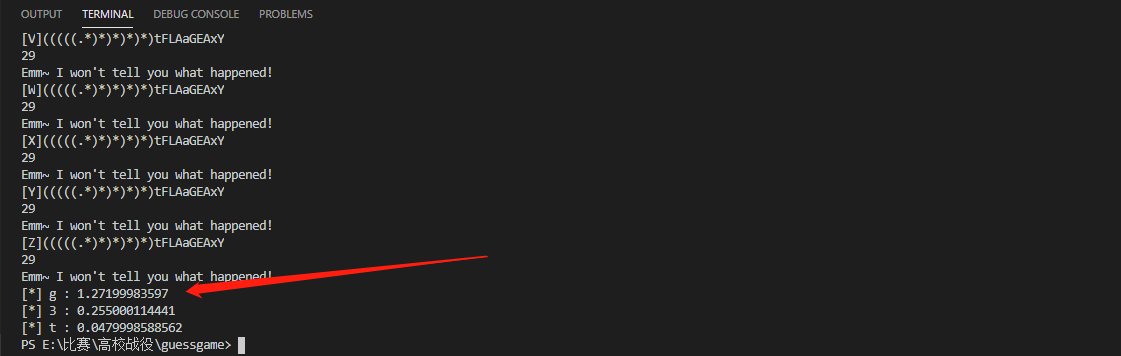 OUTPUT TERMINAL DEBUG CONSOLE PROBLEMS
[V](((((.*)*)*)*)*)tFLAaGEAxY
29
Emm~ I won't tell you what happened!
[W](((((.*)*)*)*)*)tFLAaGEAxY
29
Emm~ I won't tell you what happened!
[X](((((.*)*)*)*)*)tFLAaGEAxY
29
Emm~ I won't tell you what happened!
[Y](((((.*)*)*)*)*)tFLAaGEAxY
29
Emm~ I won't tell you what happened!
[Z](((((.*)*)*)*)*)tFLAaGEAxY
29
Emm~ I won't tell you what happened!
[*] g : 1.27199983597
[*] 3 : 0.255000114441
[*] t : 0.0479998588562
PS E:\比赛\高校战役\guessgame>